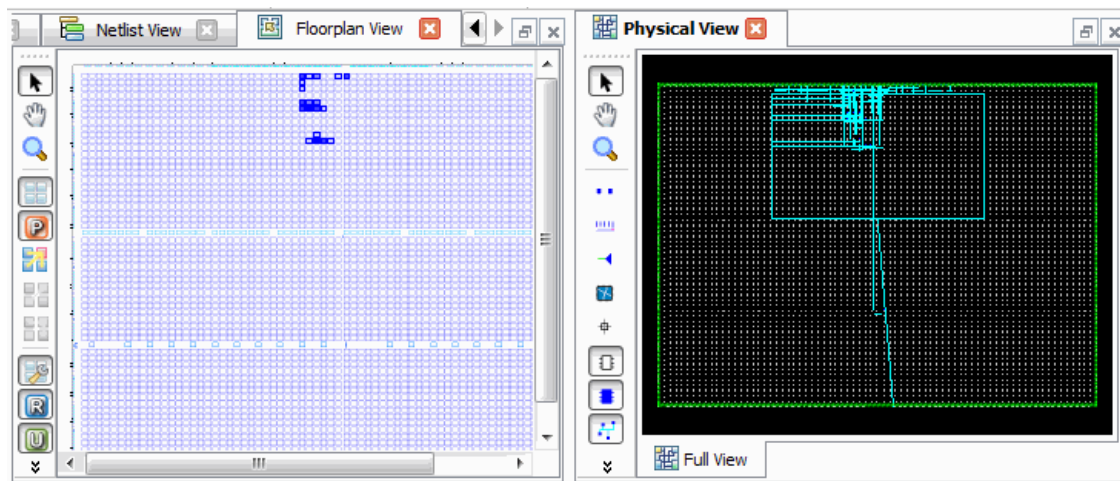 Netlist View
Floorplan View
Physical View
P
R
U
Full View